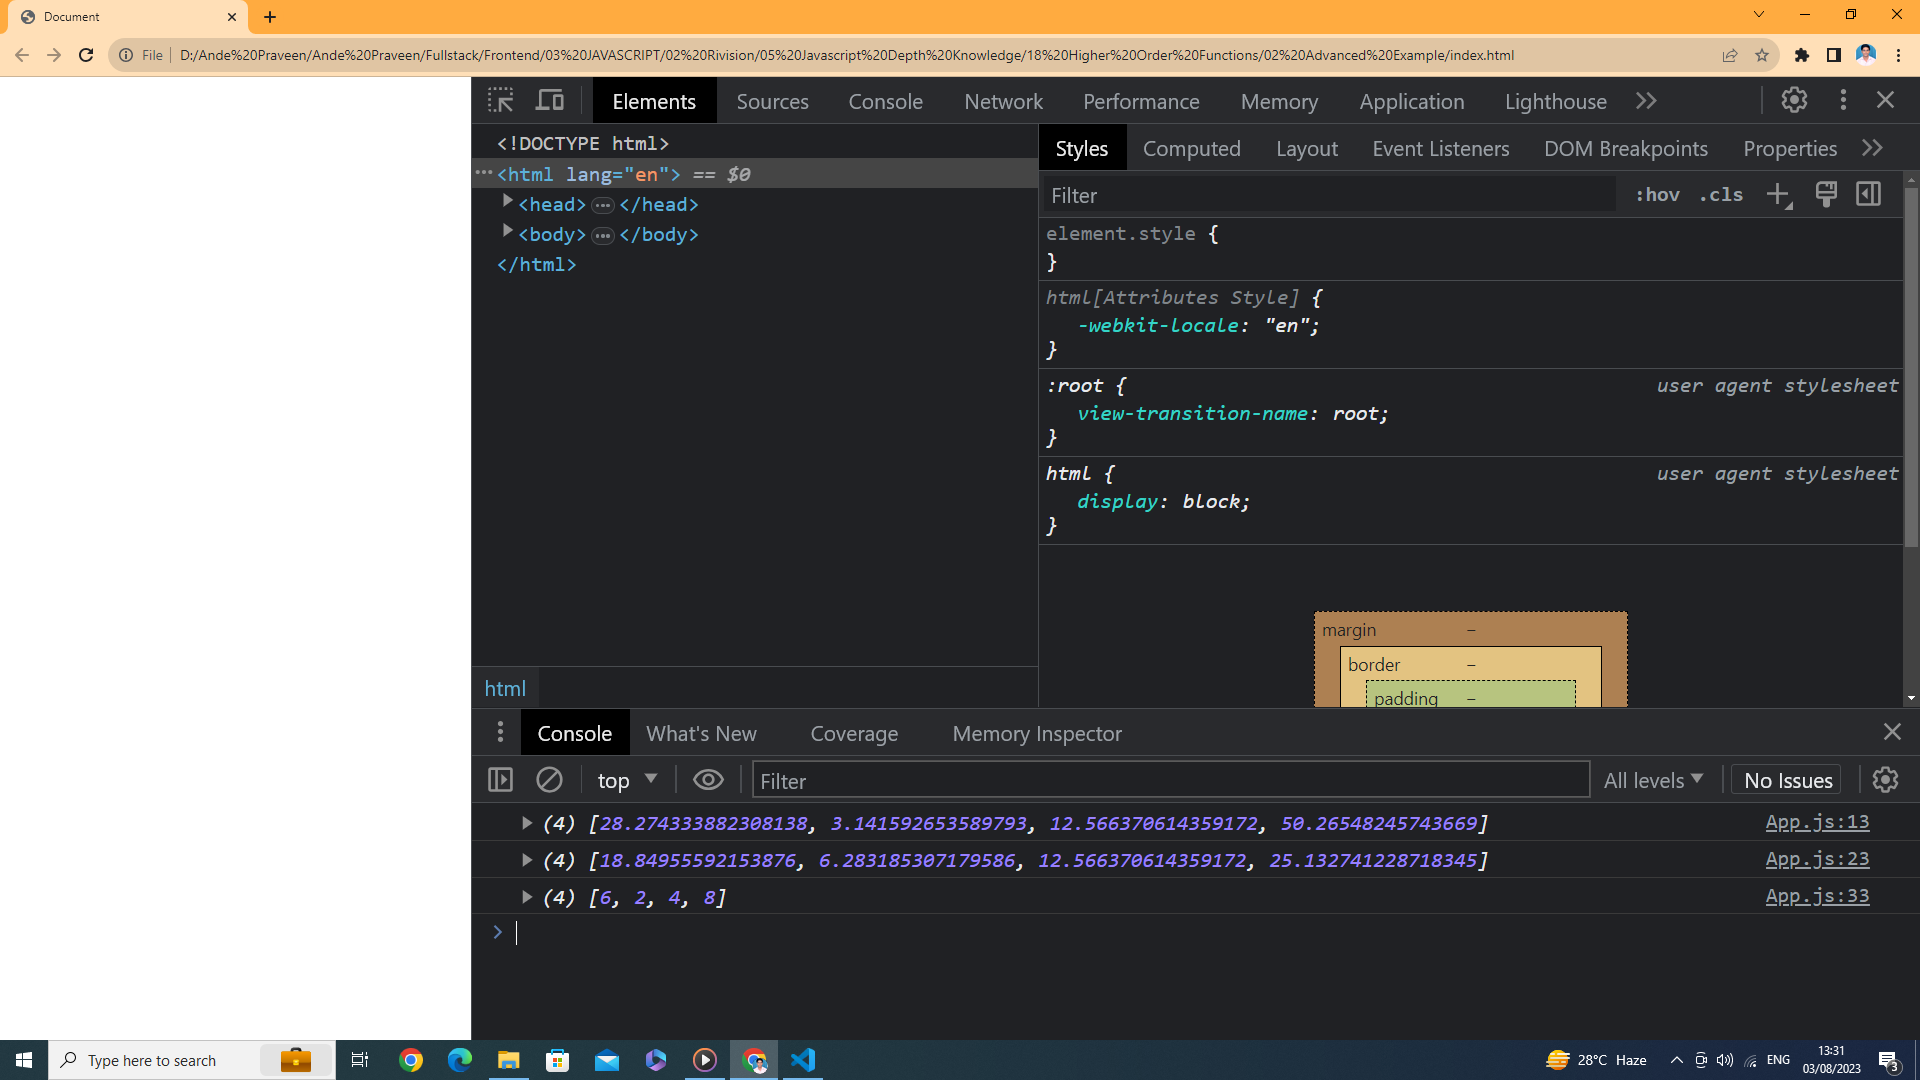 Document
File | D:/Ande%20Praveen/Ande%20Praveen/Fullstack/Frontend/03%20JAVASCRIPT/02%20Rivision/05%20Javascript%20Depth%20Knowledge/18%20Higher%20Order%20Functions/02%20Advanced%20Example/index.html
Elements Sources Console Network Performance Memory Application Lighthouse
<!DOCTYPE html>
<html lang="en"> == $0
<head> ••• </head>
<body> ••• </body>
</html>
html
Styles Computed Layout Event Listeners DOM Breakpoints Properties
Filter :hov .cls
element.style {
}
html[Attributes Style] {
-webkit-locale: "en";
}
:root { user agent stylesheet
view-transition-name: root;
}
html { user agent stylesheet
display: block;
}
margin –
border –
padding –
Console What's New Coverage Memory Inspector
top Filter All levels No Issues
(4) [28.274333882308138, 3.141592653589793, 12.566370614359172, 50.26548245743669] App.js:13
(4) [18.84955592153876, 6.283185307179586, 12.566370614359172, 25.132741228718345] App.js:23
(4) [6, 2, 4, 8] App.js:33
>
Type here to search 28°C Haze ENG 13:31
03/08/2023 3